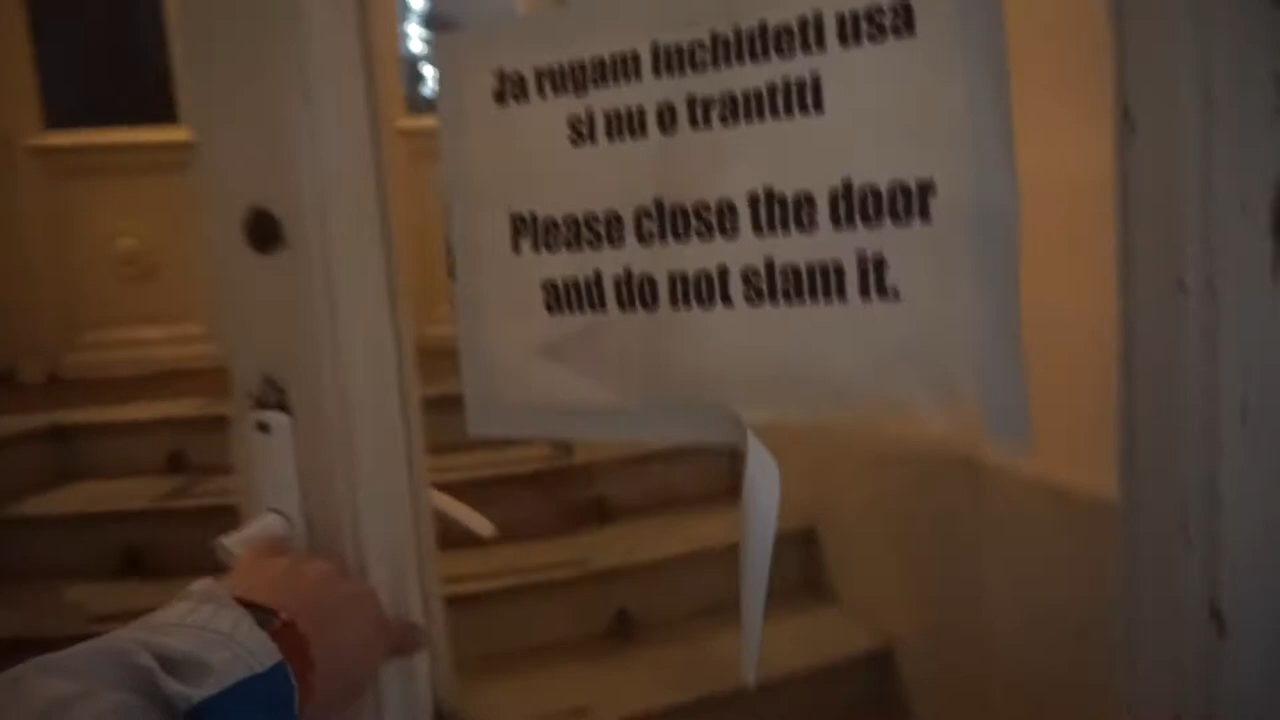 Va rugam inchideti usa
si nu o trantiti
Please close the door
and do not slam it.